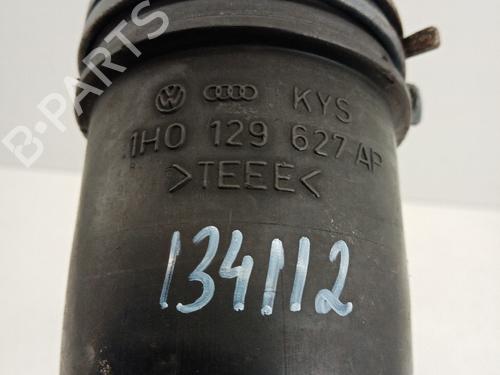 KYS
1H0 129 627 AP
>TEEE<
134112
B-PARTS